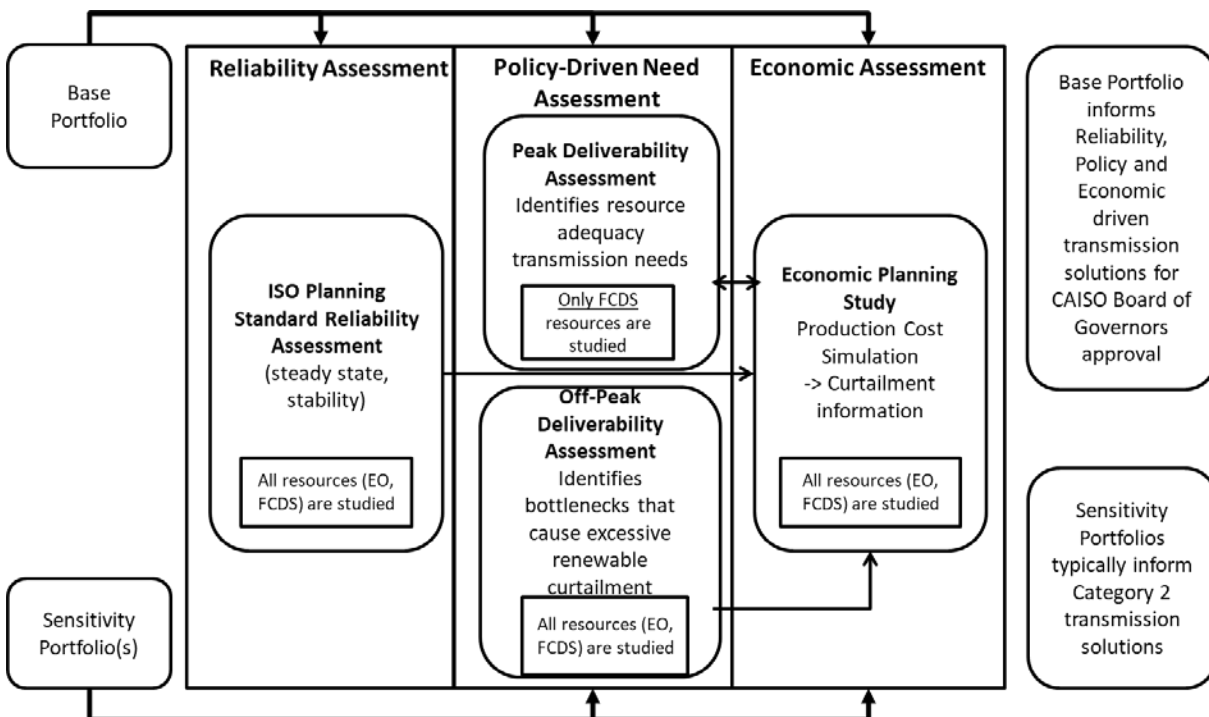 Base
Portfolio
Sensitivity
Portfolio(s)
Reliability Assessment
ISO Planning
Standard Reliability
Assessment
(steady state,
stability)
All resources (EO,
FCDS) are studied
Policy-Driven Need
Assessment
Peak Deliverability
Assessment
Identifies resource
adequacy
transmission needs
Only FCDS
resources are
studied
Off-Peak
Deliverability
Assessment
Identifies
bottlenecks that
cause excessive
renewable
curtailment
All resources (EO,
FCDS) are studied
Economic Assessment
Economic Planning
Study
Production Cost
Simulation
-> Curtailment
information
All resources (EO,
FCDS) are studied
Base Portfolio
informs
Reliability,
Policy and
Economic
driven
transmission
solutions for
CAISO Board of
Governors
approval
Sensitivity
Portfolios
typically inform
Category 2
transmission
solutions